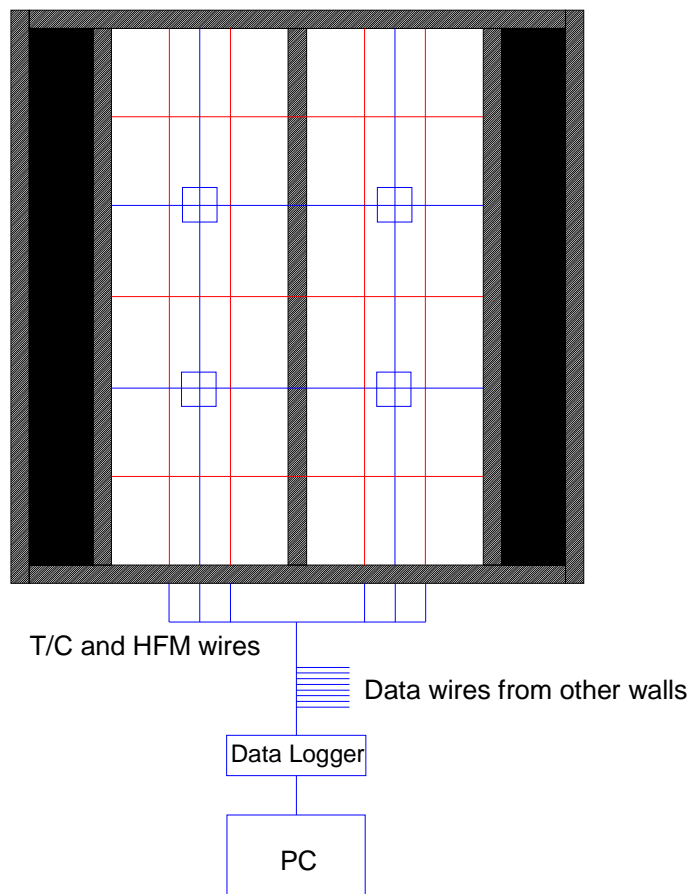 T/C and HFM wires
Data wires from other walls
Data Logger
PC